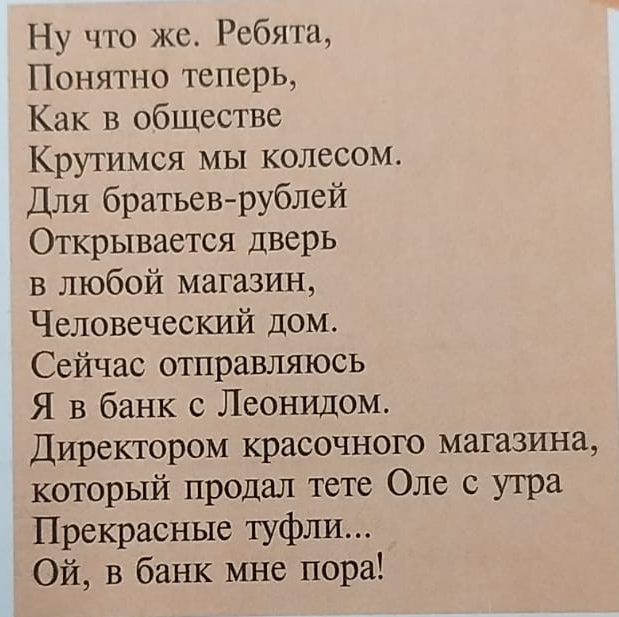 Ну что же. Ребята,
Понятно теперь,
Как в обществе
Крутимся мы колесом.
Для братьев-рублей
Открывается дверь
в любой магазин,
Человеческий дом.
Сейчас отправляюсь
Я в банк с Леонидом.
Директором красочного магазина,
который продал тете Оле с утра
Прекрасные туфли...
Ой, в банк мне пора!